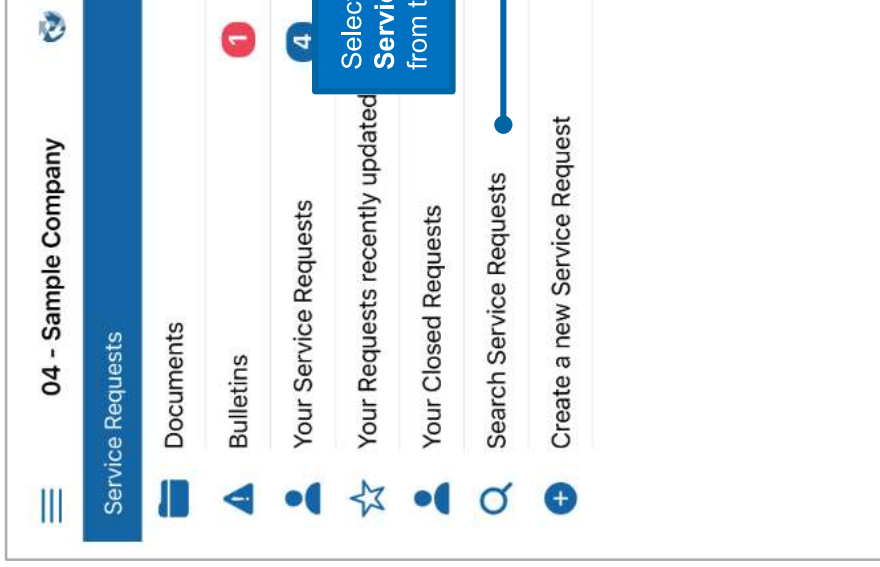 04 - Sample Company
Service Requests
Documents
Bulletins
1
Your Service Requests
4
Your Requests recently updated
Your Closed Requests
Search Service Requests
Create a new Service Request
from